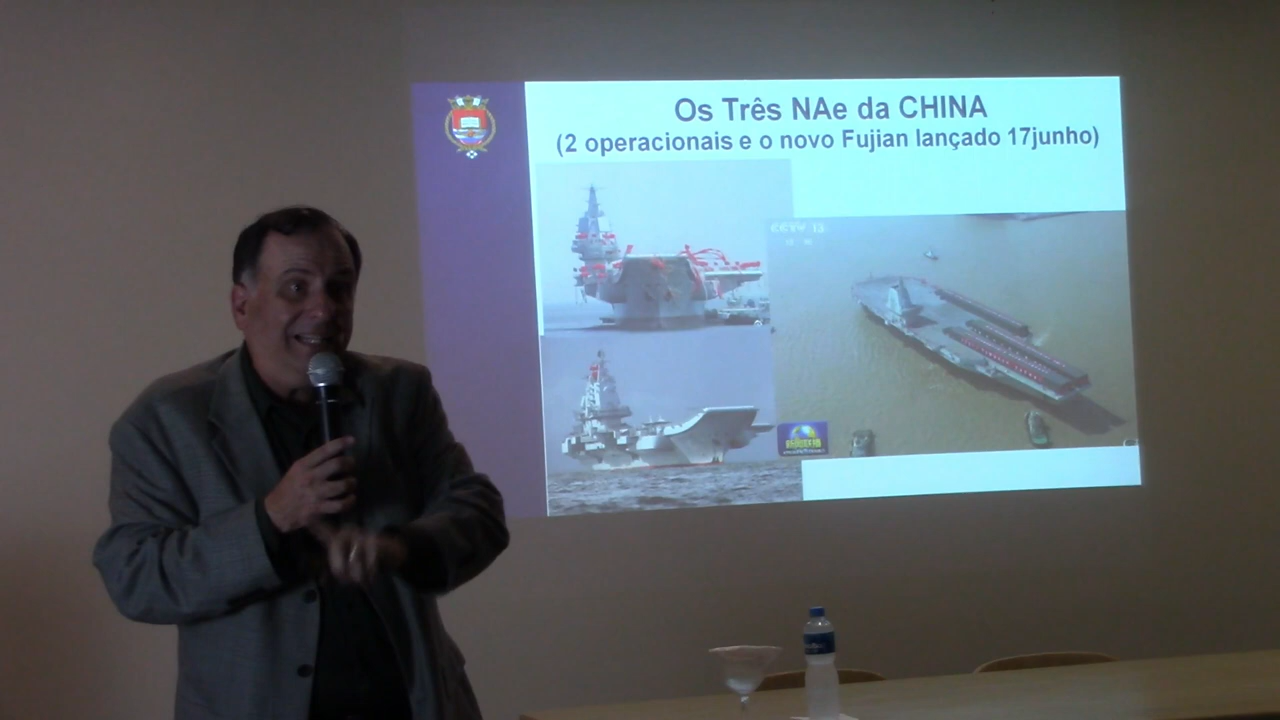 Os Três NAe da CHINA
(2 operacionais e o novo Fujian lançado 17junho)
CCTV 13